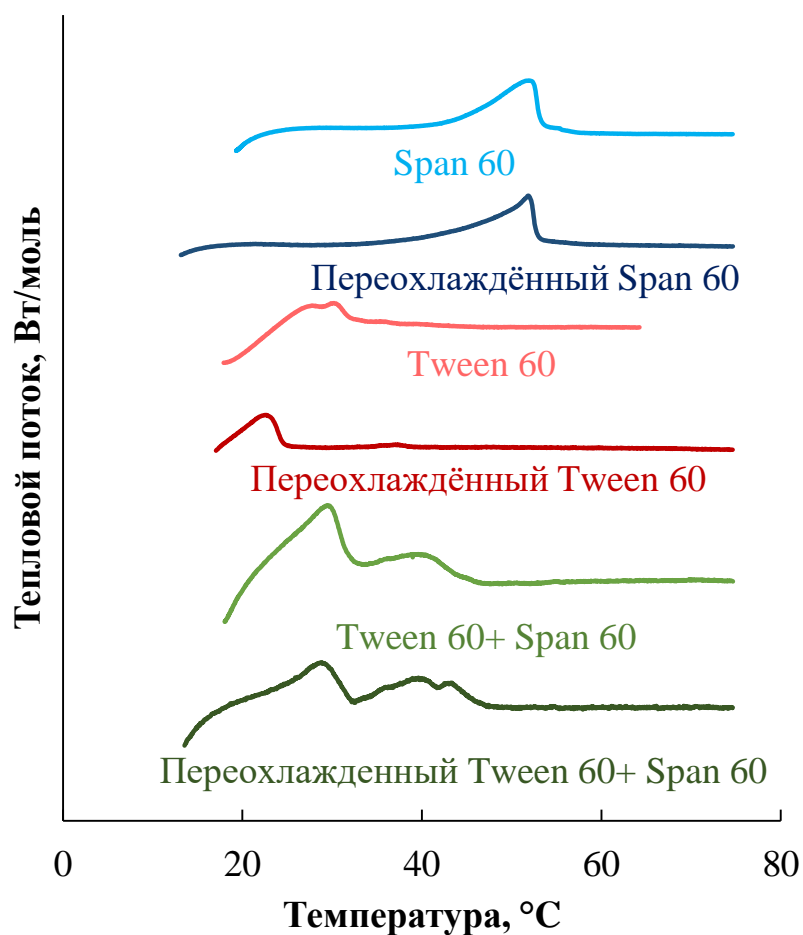 Тепловой поток, Вт/моль
Span 60
Переохлаждённый Span 60
Tween 60
Переохлаждённый Tween 60
Tween 60+ Span 60
Переохлажденный Tween 60+ Span 60
0 20 40 60 80
Температура, °C